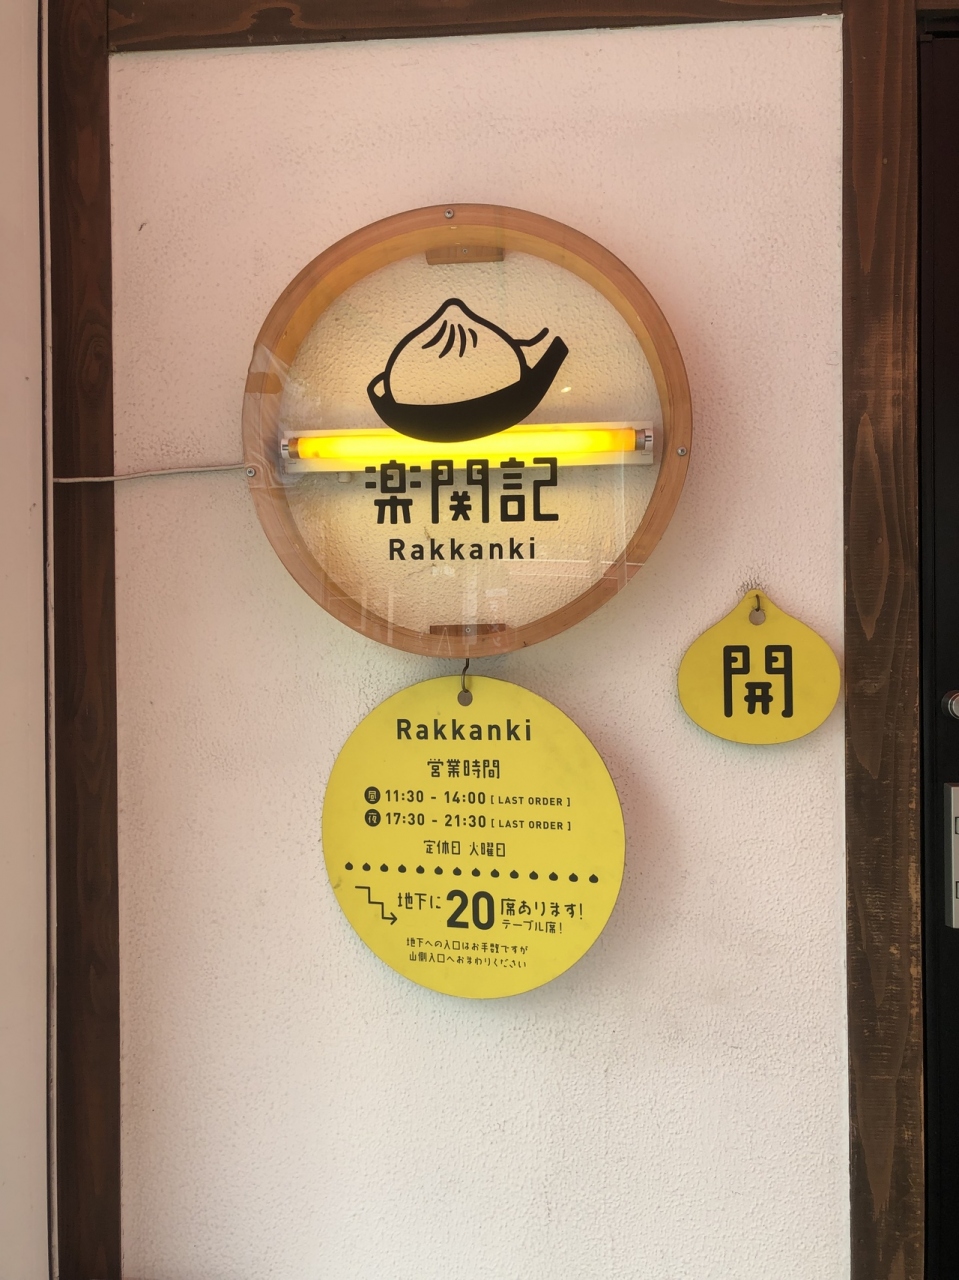 楽関記
Rakkanki
開
Rakkanki
営業時間
昼 11:30 - 14:00 [ LAST ORDER ]
夜 17:30 - 21:30 [ LAST ORDER ]
定休日 火曜日
地下に20席あります!
テーブル席!
地下への入口はお手数ですが
山側入口へお手わりください